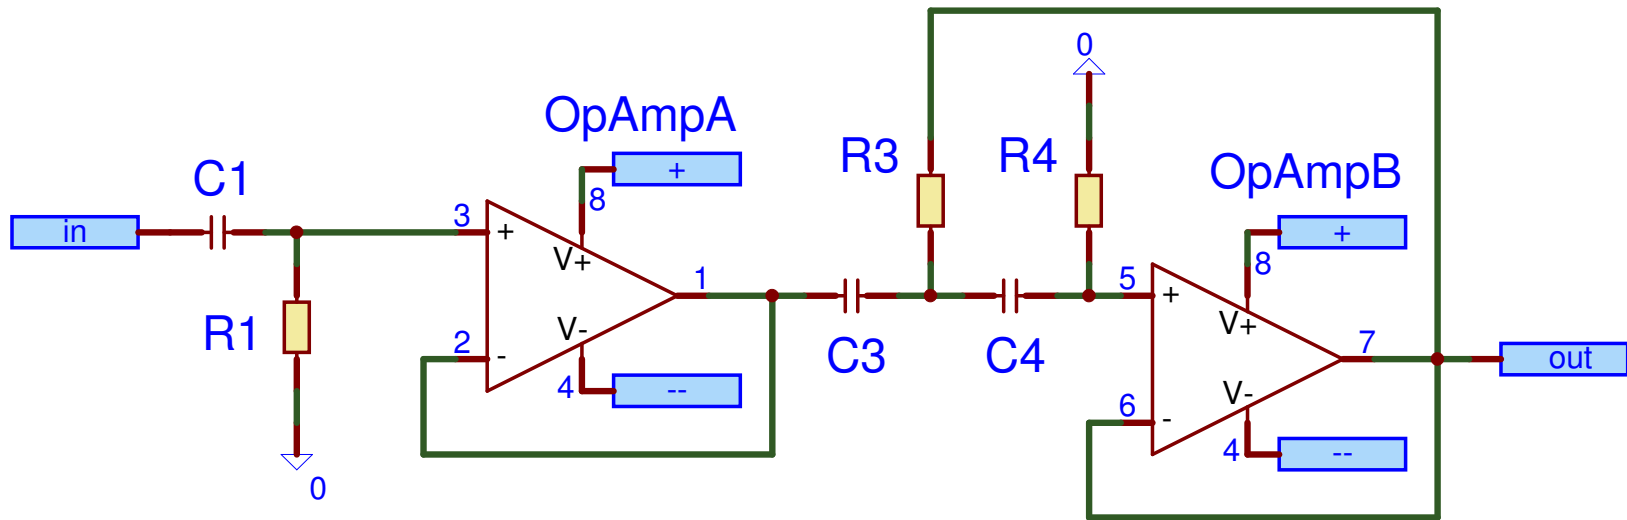 in
C1
R1
0
OpAmpA
+
8
3
+
V+
1
V-
2
-
4
--
C3
R3
C4
R4
0
OpAmpB
+
8
5
+
V+
7
V-
6
-
4
--
out